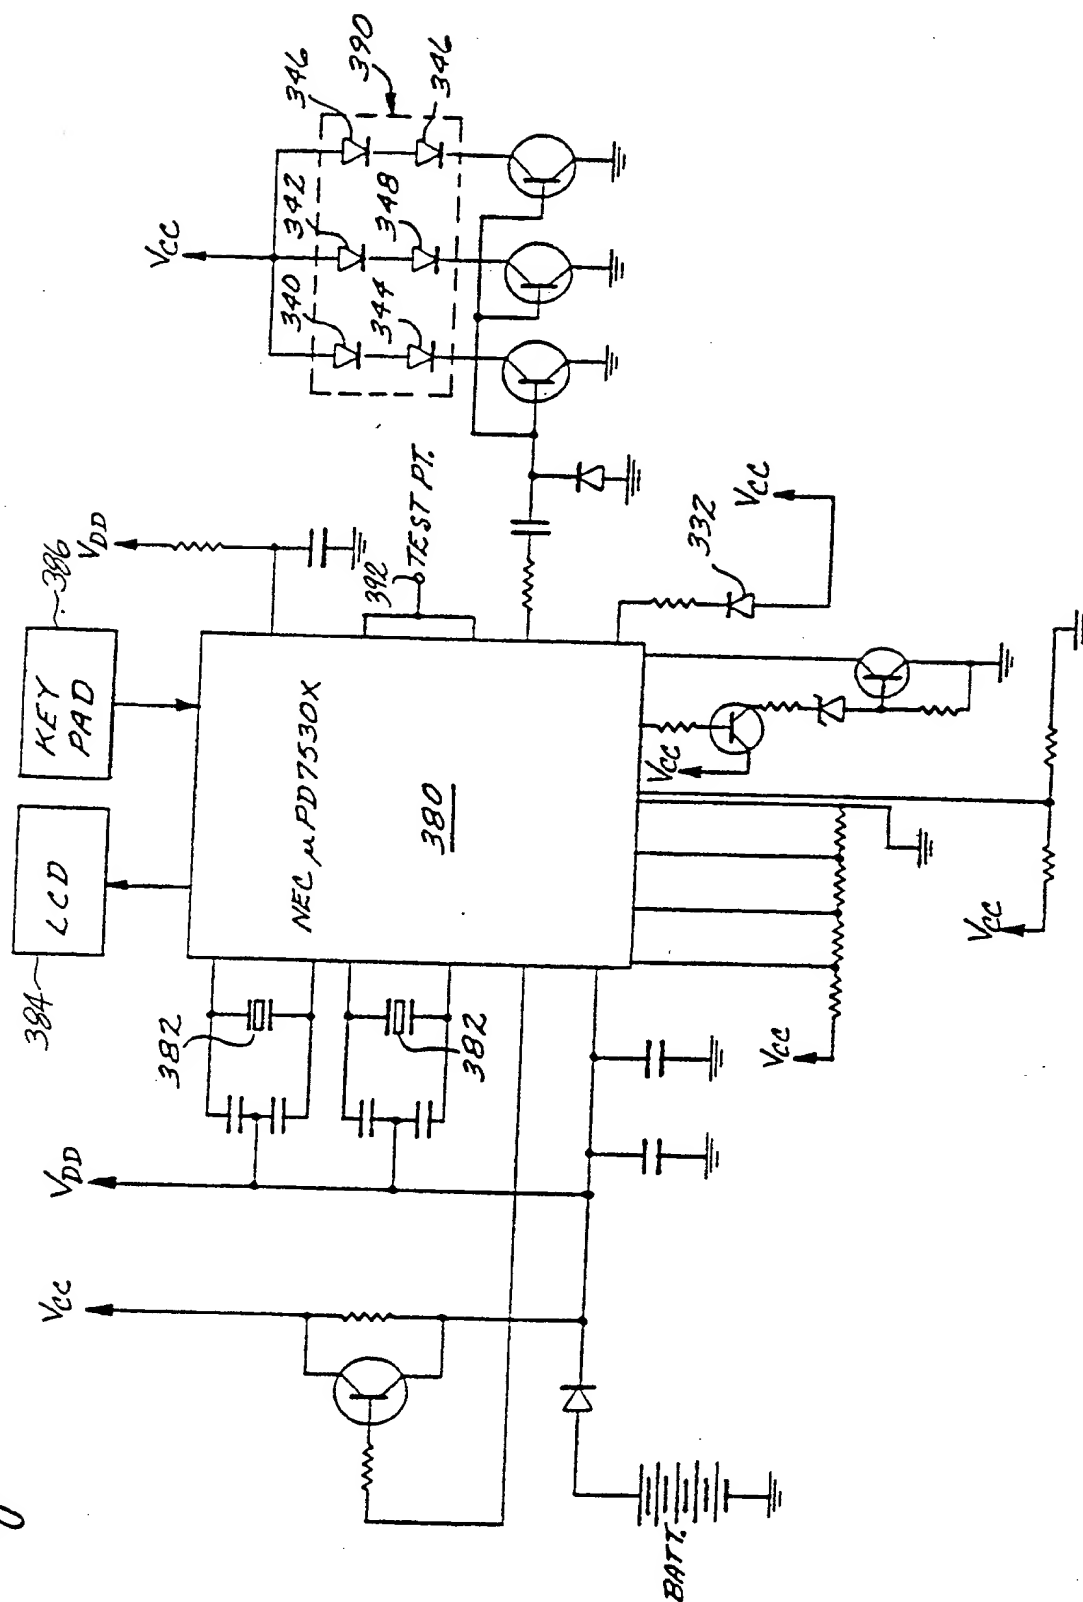 390
346
346
VCC
342
348
340
344
VDD
386
KEY
PAD
392
TEST PT.
VCC
332
NEC µPD7530X
380
LCD
384
VCC
VCC
382
382
VCC
VDD
VCC
BATT.